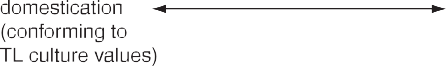 domestication
(conforming to
TL culture values)